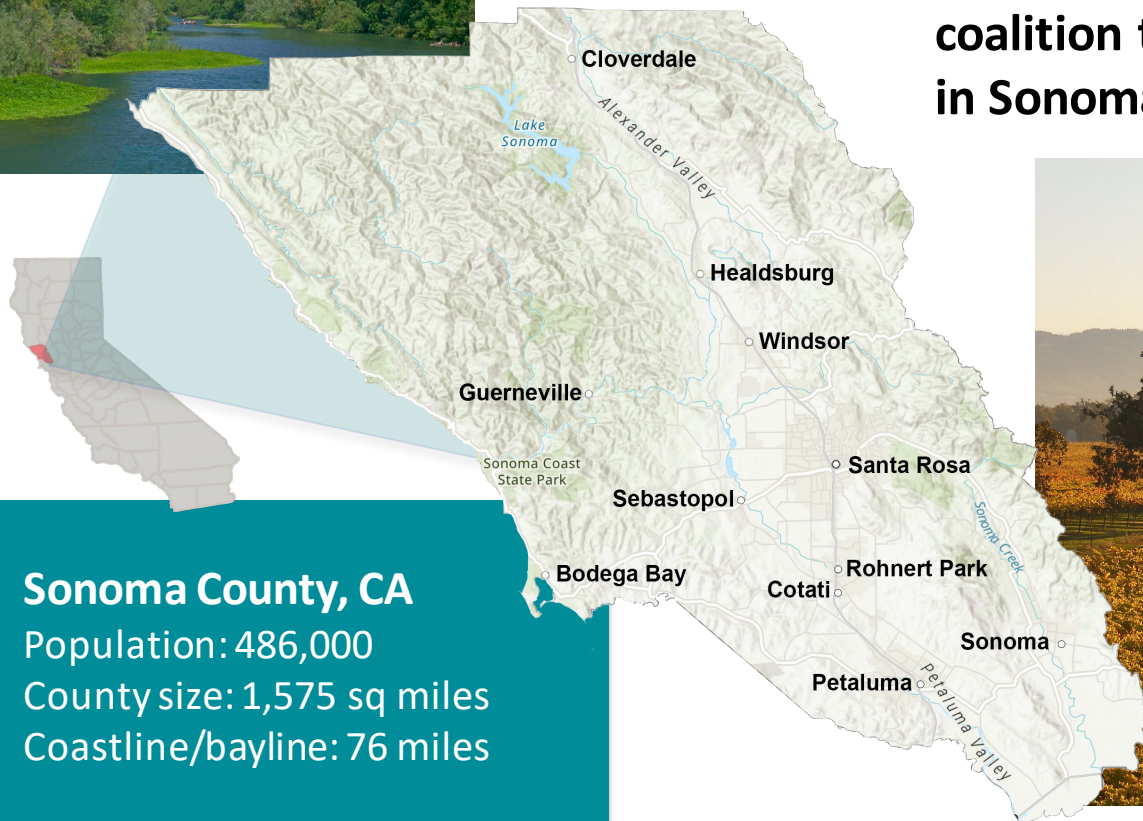 coalition
in Sonoma
Cloverdale
Alexander Valley
Lake
Sonoma
Healdsburg
Windsor
Guerneville
Sonoma Coast
State Park
Santa Rosa
Sebastopol
Sonoma Creek
Bodega Bay
Rohnert Park
Cotati
Sonoma
Petaluma
Petaluma Valley
Sonoma County, CA
Population: 486,000
County size: 1,575 sq miles
Coastline/bayline: 76 miles